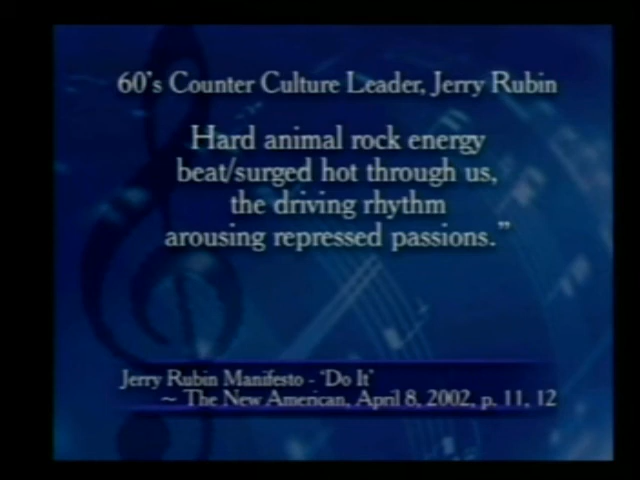 60's Counter Culture Leader, Jerry Rubin
Hard animal rock energy
beat/surged hot through us,
the driving rhythm
arousing repressed passions."
Jerry Rubin Manifesto - 'Do It'
~ The New American, April 8, 2002, p. 11, 12